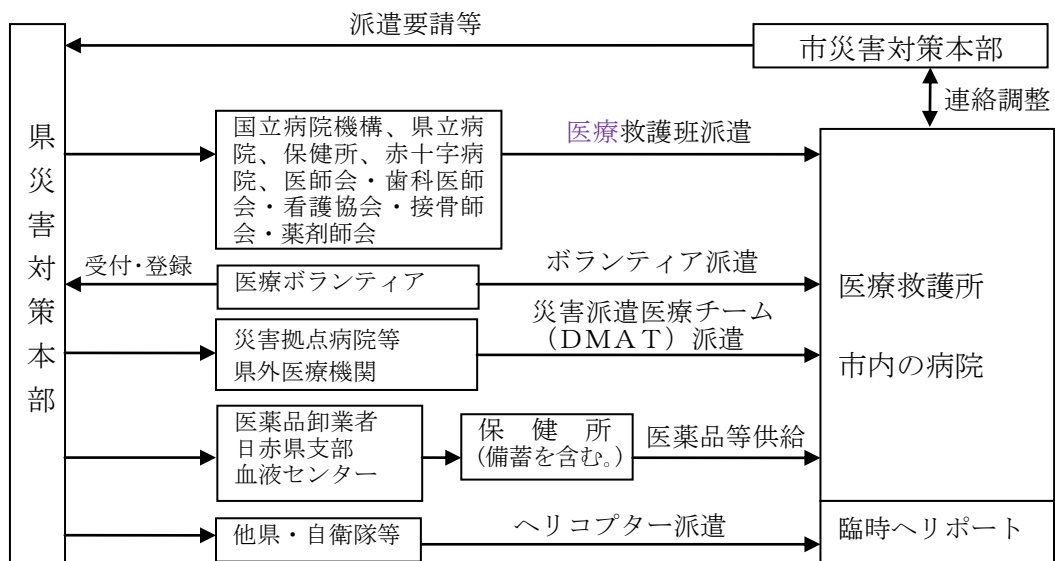 派遣要請等
市災害対策本部
連絡調整
県災害対策本部
国立病院機構、県立病
院、保健所、赤十字病
院、医師会・歯科医師
会・看護協会・接骨師
会・薬剤師会
医療救護班派遣
受付・登録
医療ボランティア
ボランティア派遣
災害拠点病院等
県外医療機関
災害派遣医療チーム
（DMAT）派遣
医療救護所
市内の病院
医薬品卸業者
日赤県支部
血液センター
保健所
(備蓄を含む。)
医薬品等供給
他県・自衛隊等
ヘリコプター派遣
臨時ヘリポート